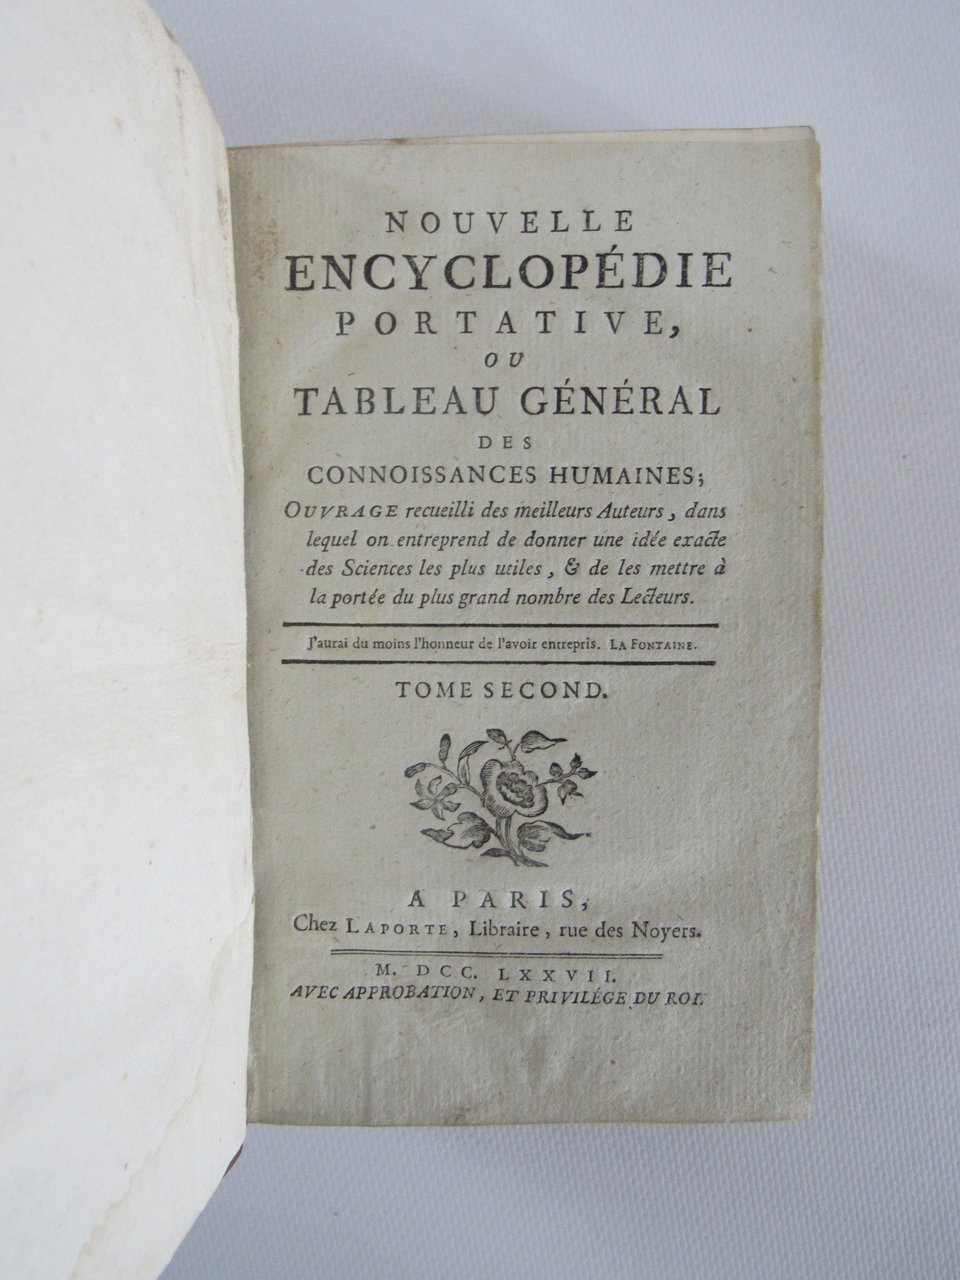 NOUVELLE
ENCYCLOPÉDIE
PORTATIVE,
OU
TABLEAU GÉNÉRAL
DES
CONNOISSANCES HUMAINES;
OUVRAGE recueilli des meilleurs Auteurs, dans
lequel on entreprend de donner une idée exacte
des Sciences les plus utiles, & de les mettre à
la portée du plus grand nombre des Lecteurs.
J'aurai du moins l'honneur de l'avoir entrepris. LA FONTAINE.
TOME SECOND.
A PARIS,
Chez LAPORTE, Libraire, rue des Noyers.
M. DCC. LXXVII.
AVEC APPROBATION, ET PRIVILÉGE DU ROI.